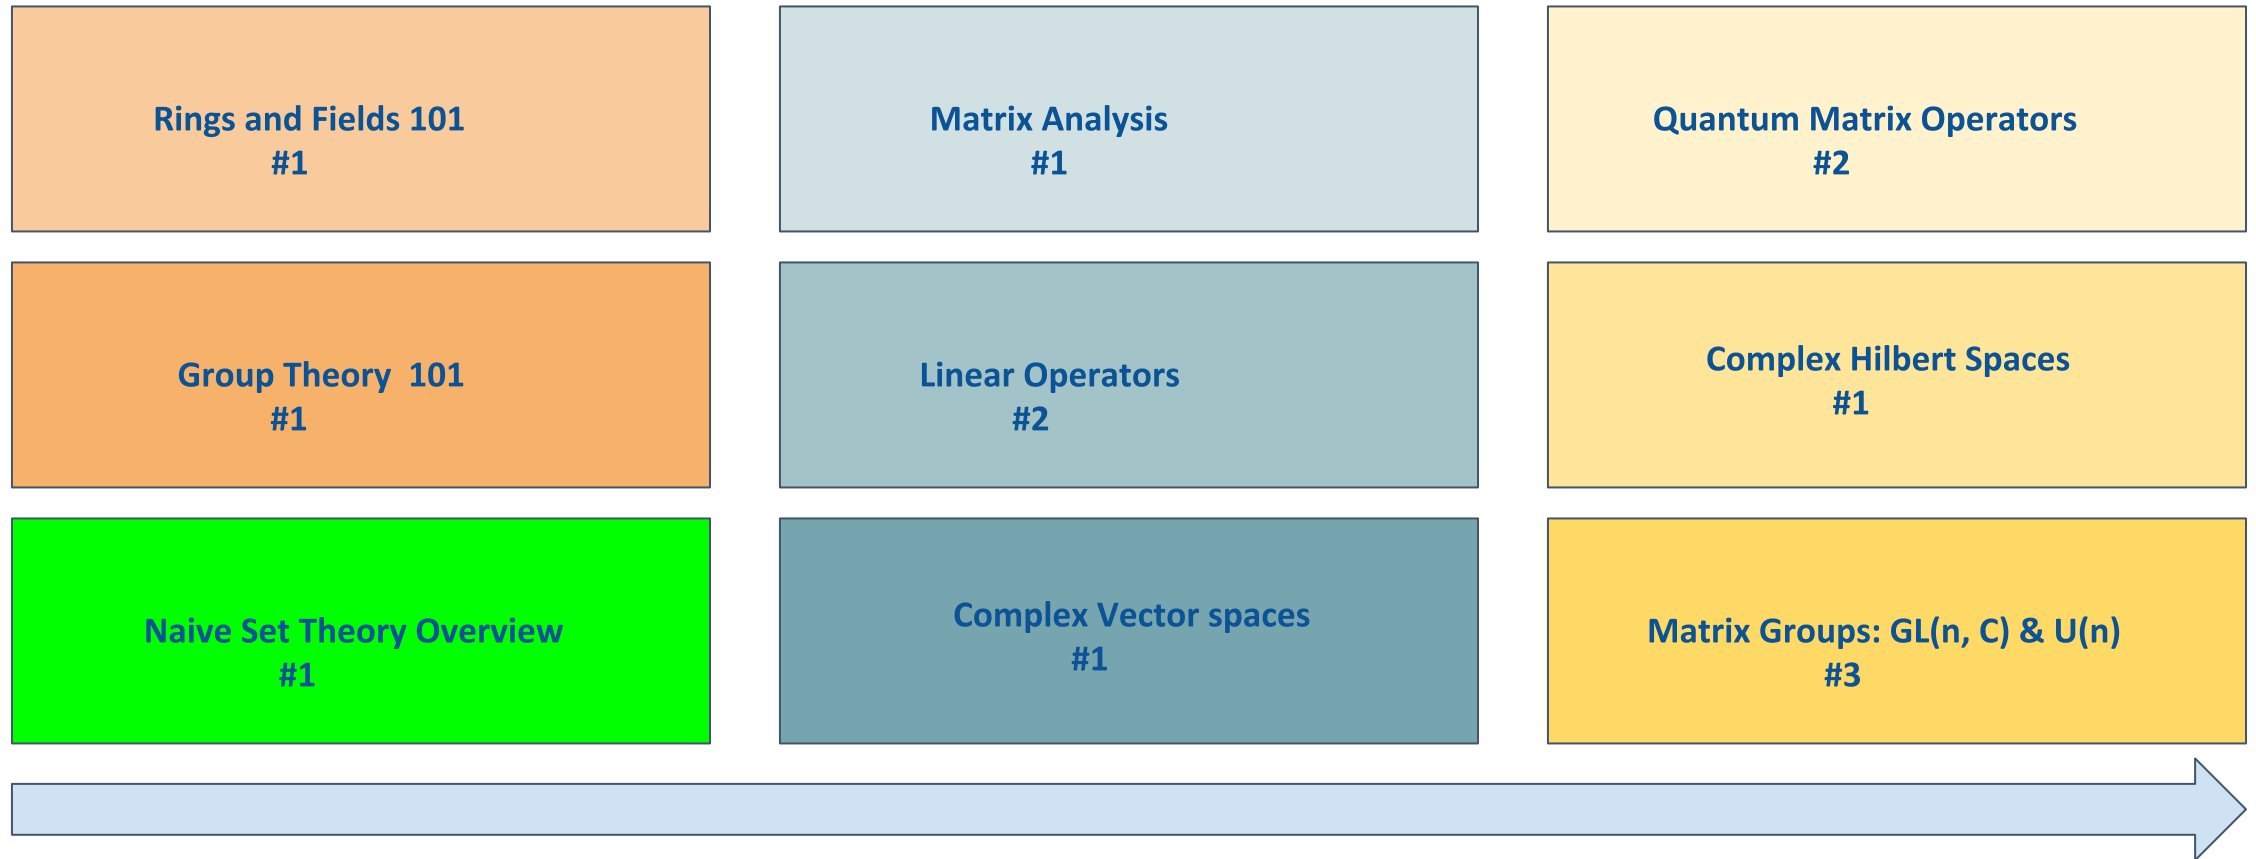 Rings and Fields 101
#1
Matrix Analysis
#1
Quantum Matrix Operators
#2
Group Theory  101
#1
Linear Operators
#2
Complex Hilbert Spaces
#1
Naive Set Theory Overview
#1
Complex Vector spaces
#1
Matrix Groups: GL(n, C) & U(n)
#3